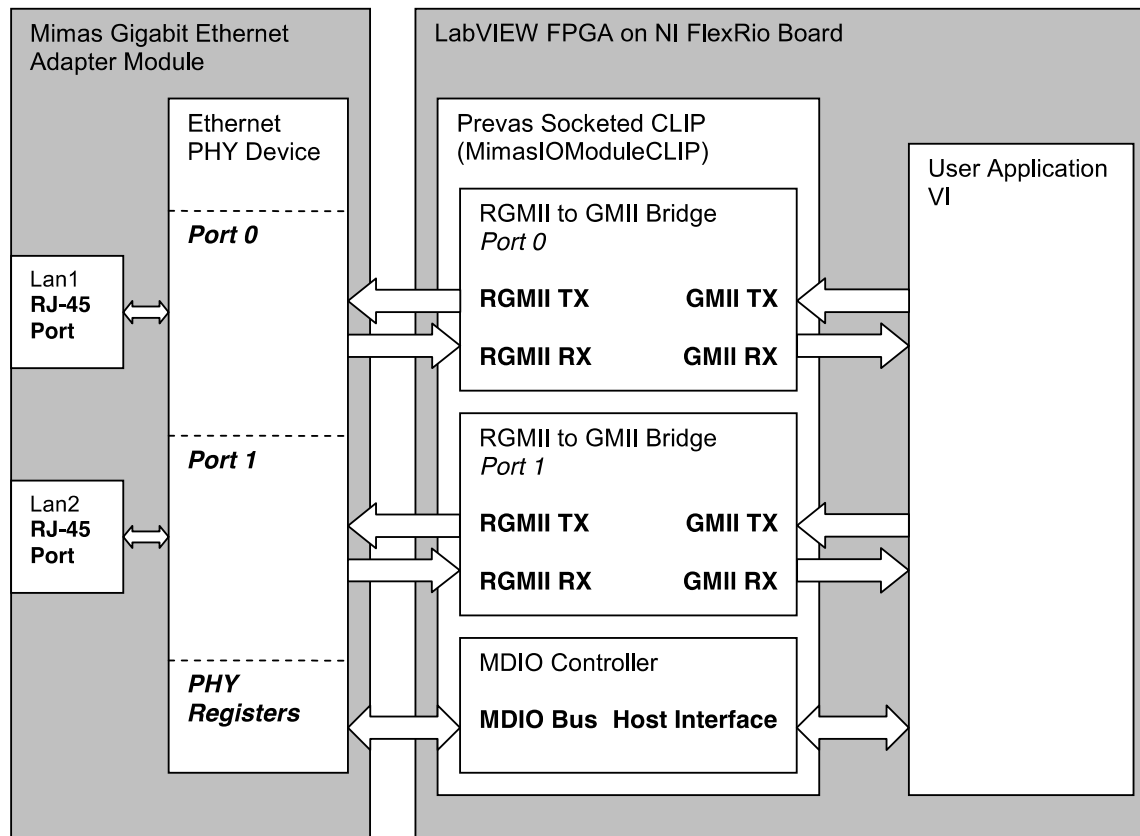 Mimas Gigabit Ethernet
Adapter Module
LabVIEW FPGA on NI FlexRio Board
Ethernet
PHY Device
Port 0
Lan1
RJ-45
Port
Port 1
Lan2
RJ-45
Port
PHY
Registers
Prevas Socketed CLIP
(MimasIOModuleCLIP)
RGMII to GMII Bridge
Port 0
RGMII TX GMII TX
RGMII RX GMII RX
RGMII to GMII Bridge
Port 1
RGMII TX GMII TX
RGMII RX GMII RX
MDIO Controller
MDIO Bus Host Interface
User Application
VI